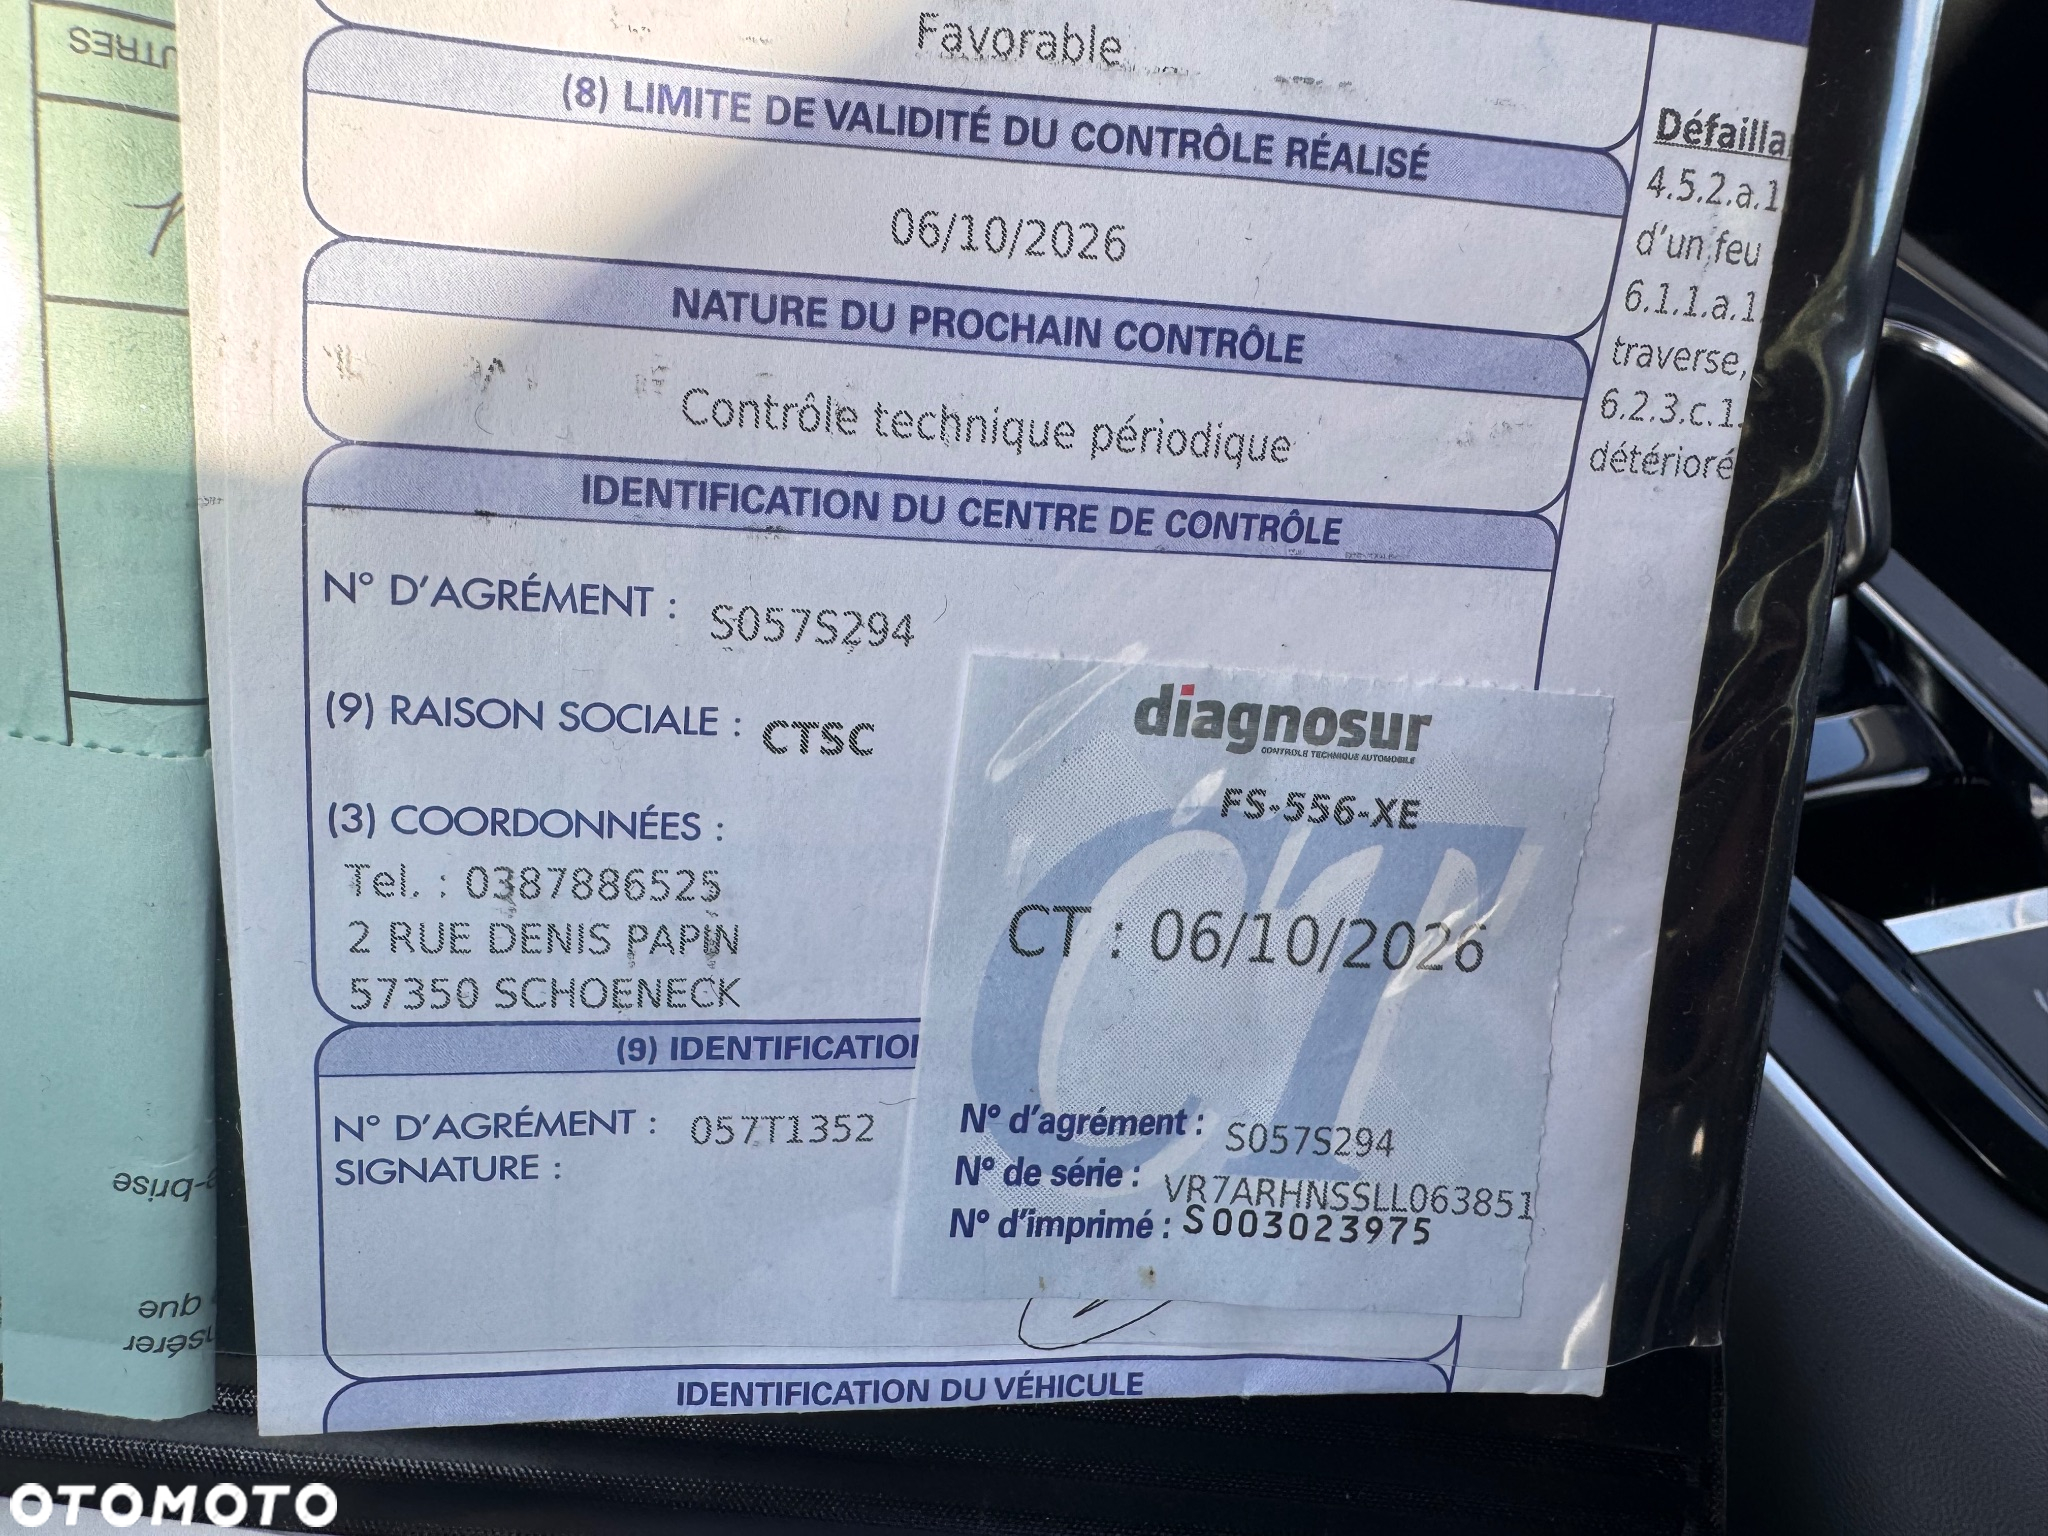 Favorable
(8) LIMITE DE VALIDITÉ DU CONTRÔLE RÉALISÉ
06/10/2026
NATURE DU PROCHAIN CONTRÔLE
Contrôle technique périodique
IDENTIFICATION DU CENTRE DE CONTRÔLE
N° D'AGRÉMENT : S057S294
(9) RAISON SOCIALE : CTSC
(3) COORDONNÉES :
Tel. : 0387886525
2 RUE DENIS PAPIN
57350 SCHOENECK
(9) IDENTIFICATION
N° D'AGRÉMENT : 057T1352
SIGNATURE :
IDENTIFICATION DU VÉHICULE
diagnosur
CONTROLE TECHNIQUE AUTOMOBILE
FS-556-XE
CT : 06/10/2026
CT
N° d'agrément : S057S294
N° de série : VR7ARHNSSLL063851
N° d'imprimé : S003023975
4.5.2.a.1.
d'un feu
6.1.1.a.1.
traverse,
6.2.3.c.1.
détérioré
que
OTOMOTO